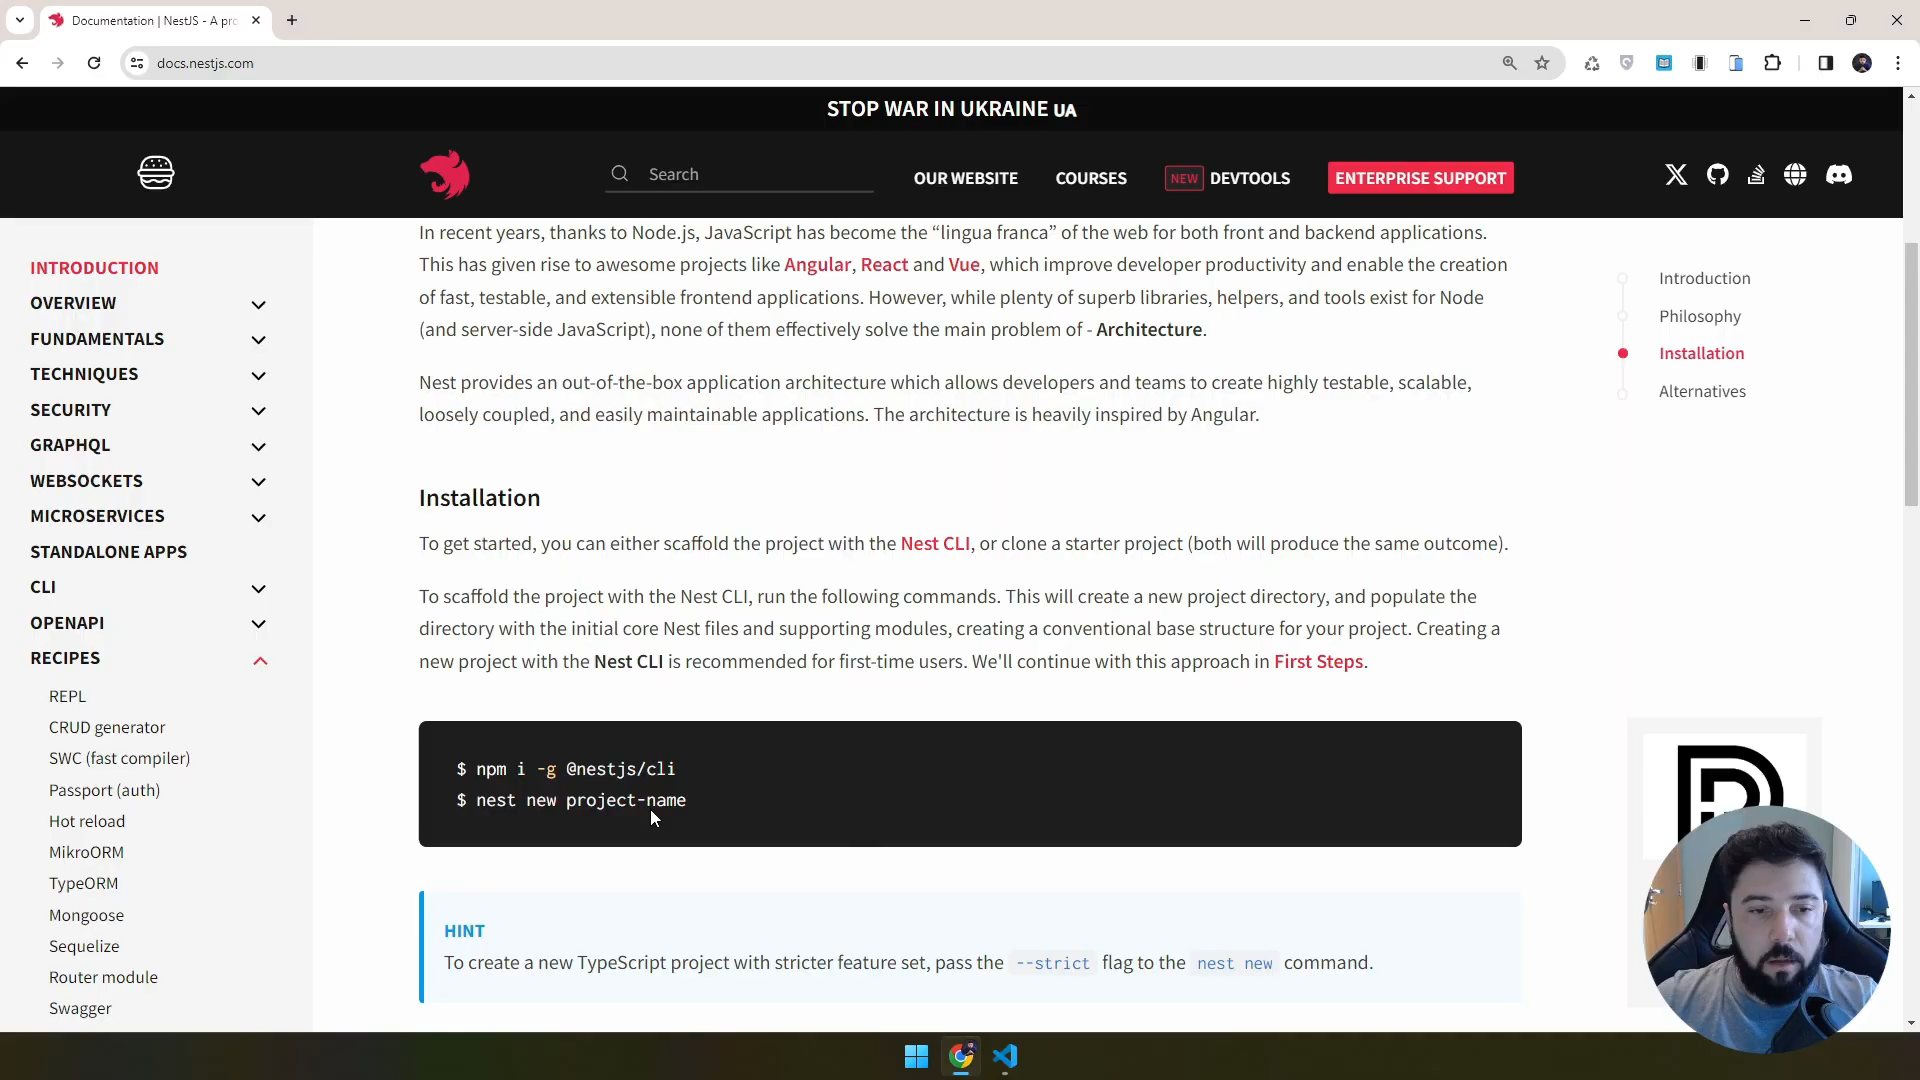 Documentation | NestJS - A pro
docs.nestjs.com
STOP WAR IN UKRAINE UA
Search
OUR WEBSITE
COURSES
NEW
DEVTOOLS
ENTERPRISE SUPPORT
INTRODUCTION
OVERVIEW
FUNDAMENTALS
TECHNIQUES
SECURITY
GRAPHQL
WEBSOCKETS
MICROSERVICES
STANDALONE APPS
CLI
OPENAPI
RECIPES
REPL
CRUD generator
SWC (fast compiler)
Passport (auth)
Hot reload
MikroORM
TypeORM
Mongoose
Sequelize
Router module
Swagger
In recent years, thanks to Node.js, JavaScript has become the “lingua franca” of the web for both front and backend applications.
This has given rise to awesome projects like Angular, React and Vue, which improve developer productivity and enable the creation
of fast, testable, and extensible frontend applications. However, while plenty of superb libraries, helpers, and tools exist for Node
(and server-side JavaScript), none of them effectively solve the main problem of - Architecture.
Nest provides an out-of-the-box application architecture which allows developers and teams to create highly testable, scalable,
loosely coupled, and easily maintainable applications. The architecture is heavily inspired by Angular.
Installation
To get started, you can either scaffold the project with the Nest CLI, or clone a starter project (both will produce the same outcome).
To scaffold the project with the Nest CLI, run the following commands. This will create a new project directory, and populate the
directory with the initial core Nest files and supporting modules, creating a conventional base structure for your project. Creating a
new project with the Nest CLI is recommended for first-time users. We'll continue with this approach in First Steps.
$ npm i -g @nestjs/cli
$ nest new project-name
HINT
To create a new TypeScript project with stricter feature set, pass the --strict flag to the nest new command.
Introduction
Philosophy
Installation
Alternatives